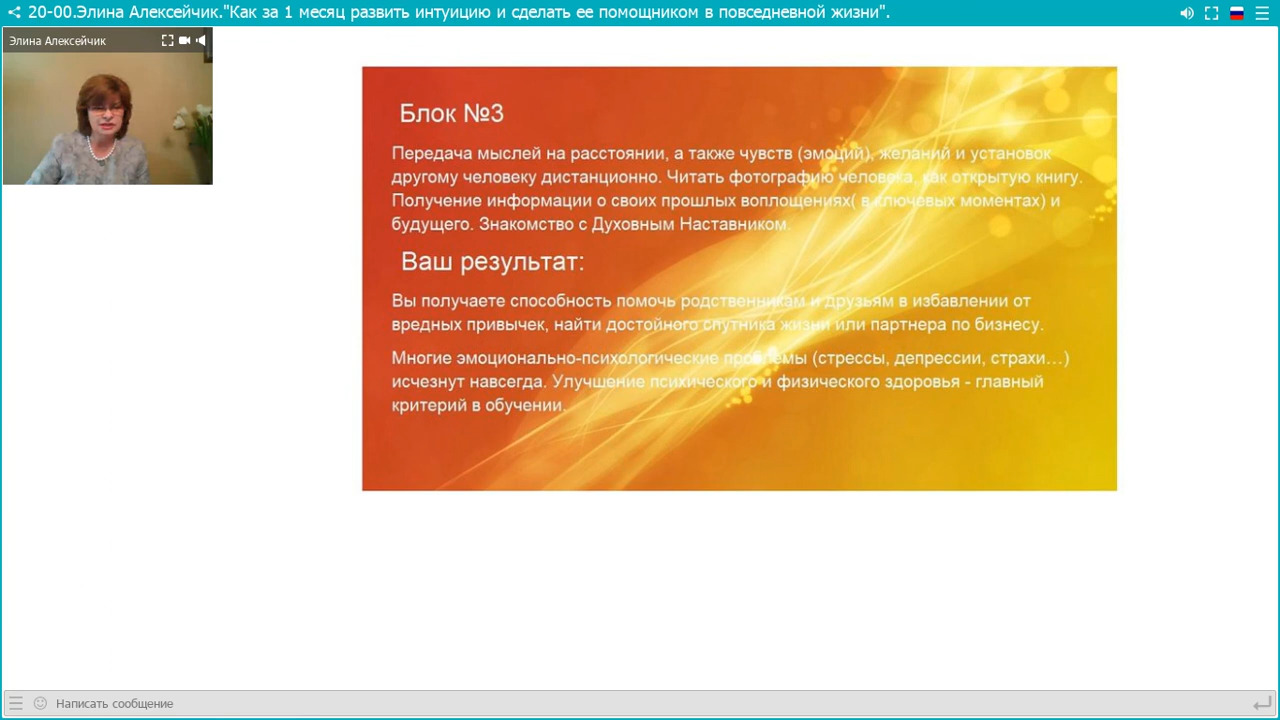 20-00.Элина Алексейчик."Как за 1 месяц развить интуицию и сделать ее помощником в повседневной жизни".
Элина Алексейчик
Блок №3
Передача мыслей на расстоянии, а также чувств (эмоций), желаний и установок
другому человеку дистанционно. Читать фотографию человека, как открытую книгу.
Получение информации о своих прошлых воплощениях( в ключевых моментах) и
будущего. Знакомство с Духовным Наставником.
Ваш результат:
Вы получаете способность помочь родственникам и друзьям в избавлении от
вредных привычек, найти достойного спутника жизни или партнера по бизнесу.
Многие эмоционально-психологические проблемы (стрессы, депрессии, страхи...)
исчезнут навсегда. Улучшение психического и физического здоровья - главный
критерий в обучении.
Написать сообщение